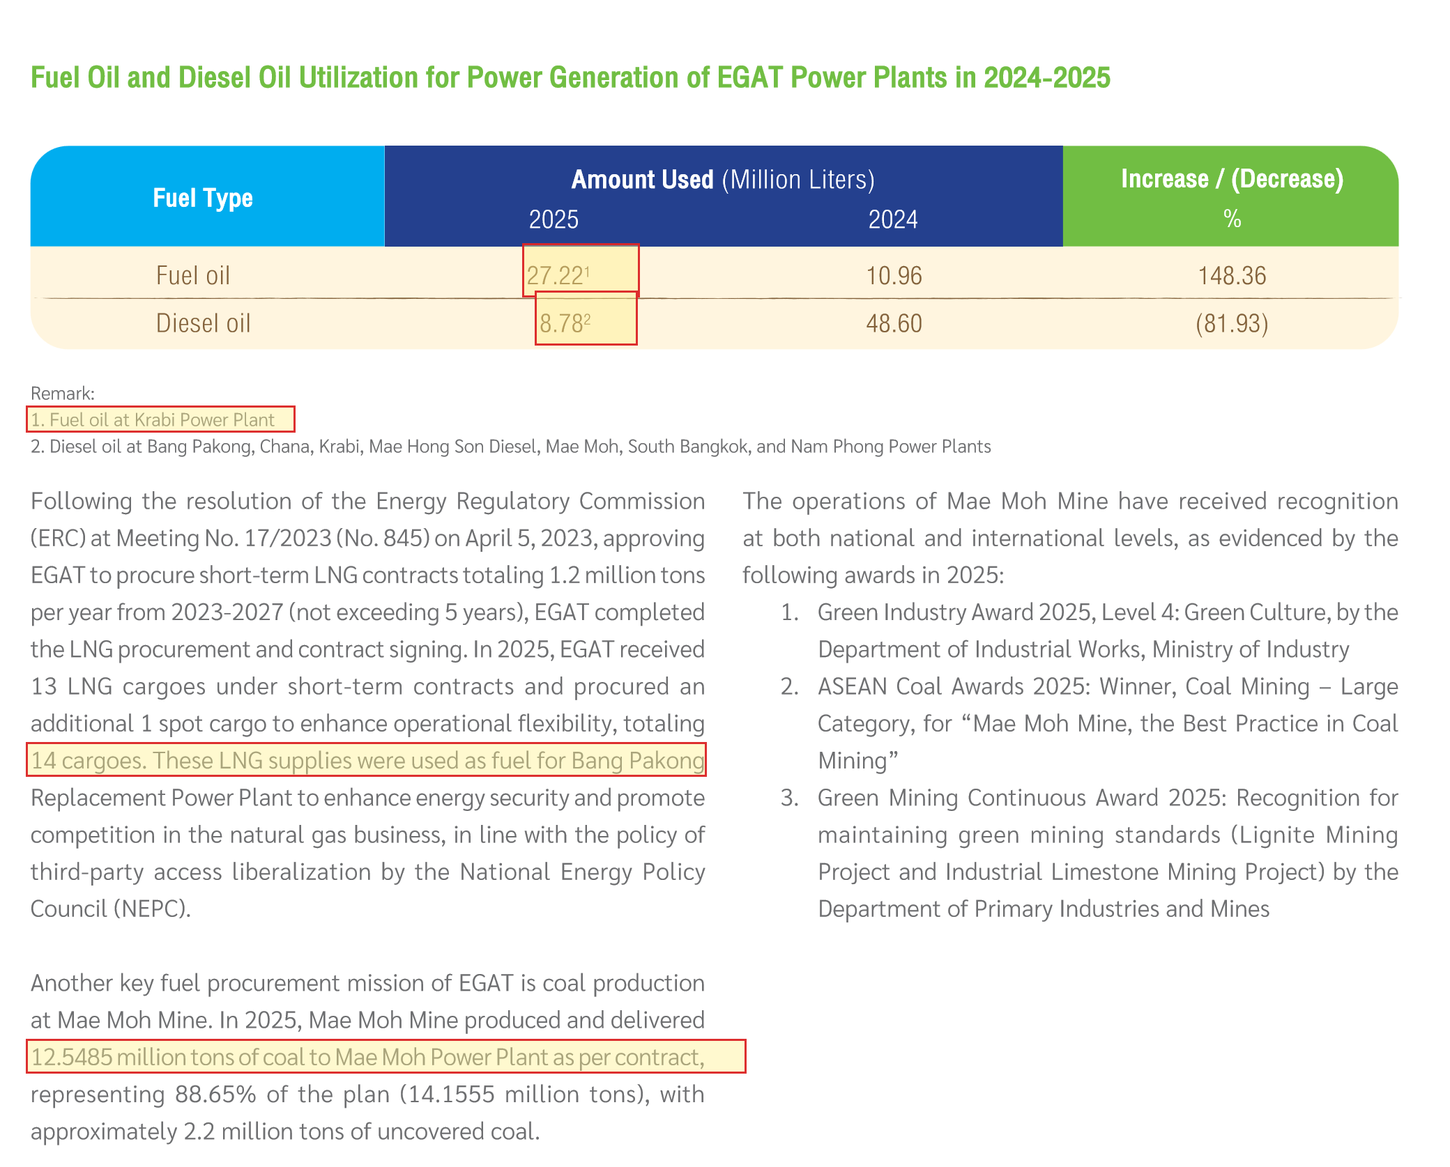 Fuel Oil and Diesel Oil Utilization for Power Generation of EGAT Power Plants in 2024-2025
Fuel Type
Amount Used (Million Liters)
Increase / (Decrease)
2025
2024
%
Fuel oil
27.22¹
10.96
148.36
Diesel oil
8.78²
48.60
(81.93)
Remark:
1. Fuel oil at Krabi Power Plant
2. Diesel oil at Bang Pakong, Chana, Krabi, Mae Hong Son Diesel, Mae Moh, South Bangkok, and Nam Phong Power Plants
Following the resolution of the Energy Regulatory Commission
(ERC) at Meeting No. 17/2023 (No. 845) on April 5, 2023, approving
EGAT to procure short-term LNG contracts totaling 1.2 million tons
per year from 2023-2027 (not exceeding 5 years), EGAT completed
the LNG procurement and contract signing. In 2025, EGAT received
13 LNG cargoes under short-term contracts and procured an
additional 1 spot cargo to enhance operational flexibility, totaling
14 cargoes. These LNG supplies were used as fuel for Bang Pakong
Replacement Power Plant to enhance energy security and promote
competition in the natural gas business, in line with the policy of
third-party access liberalization by the National Energy Policy
Council (NEPC).
Another key fuel procurement mission of EGAT is coal production
at Mae Moh Mine. In 2025, Mae Moh Mine produced and delivered
12.5485 million tons of coal to Mae Moh Power Plant as per contract,
representing 88.65% of the plan (14.1555 million tons), with
approximately 2.2 million tons of uncovered coal.
The operations of Mae Moh Mine have received recognition
at both national and international levels, as evidenced by the
following awards in 2025:
1. Green Industry Award 2025, Level 4: Green Culture, by the
Department of Industrial Works, Ministry of Industry
2. ASEAN Coal Awards 2025: Winner, Coal Mining – Large
Category, for “Mae Moh Mine, the Best Practice in Coal
Mining”
3. Green Mining Continuous Award 2025: Recognition for
maintaining green mining standards (Lignite Mining
Project and Industrial Limestone Mining Project) by the
Department of Primary Industries and Mines